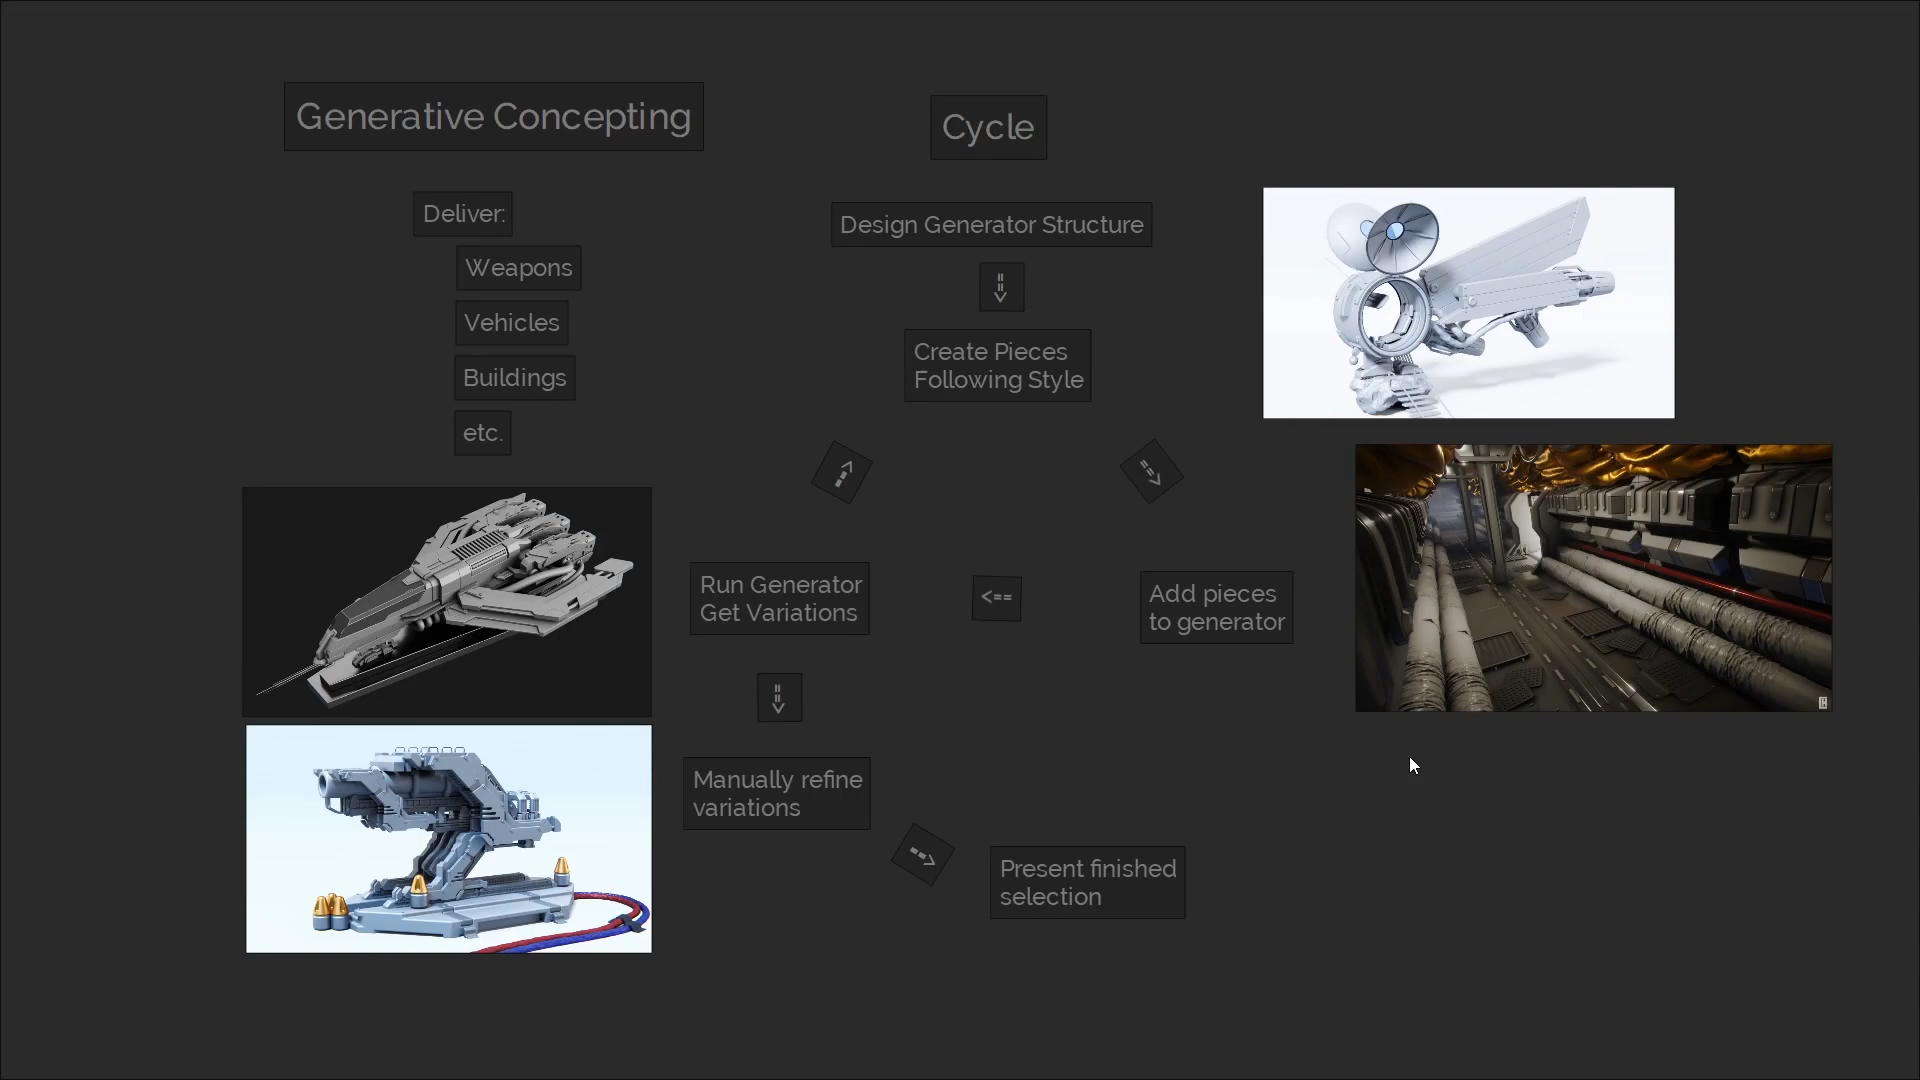 Generative Concepting
Deliver:
Weapons
Vehicles
Buildings
etc.
Cycle
Design Generator Structure
==>
Create Pieces
Following Style
==>
Add pieces
to generator
<==
Run Generator
Get Variations
==>
==>
Manually refine
variations
==>
Present finished
selection